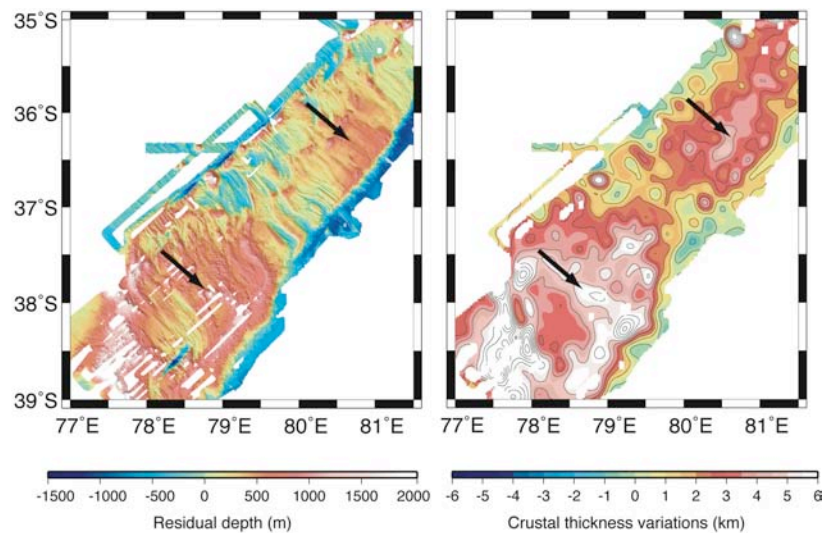 35°S
36°S
37°S
38°S
39°S
77°E 78°E 79°E 80°E 81°E
77°E 78°E 79°E 80°E 81°E
-1500 -1000 -500 0 500 1000 1500 2000
Residual depth (m)
-6 -5 -4 -3 -2 -1 0 1 2 3 4 5 6
Crustal thickness variations (km)